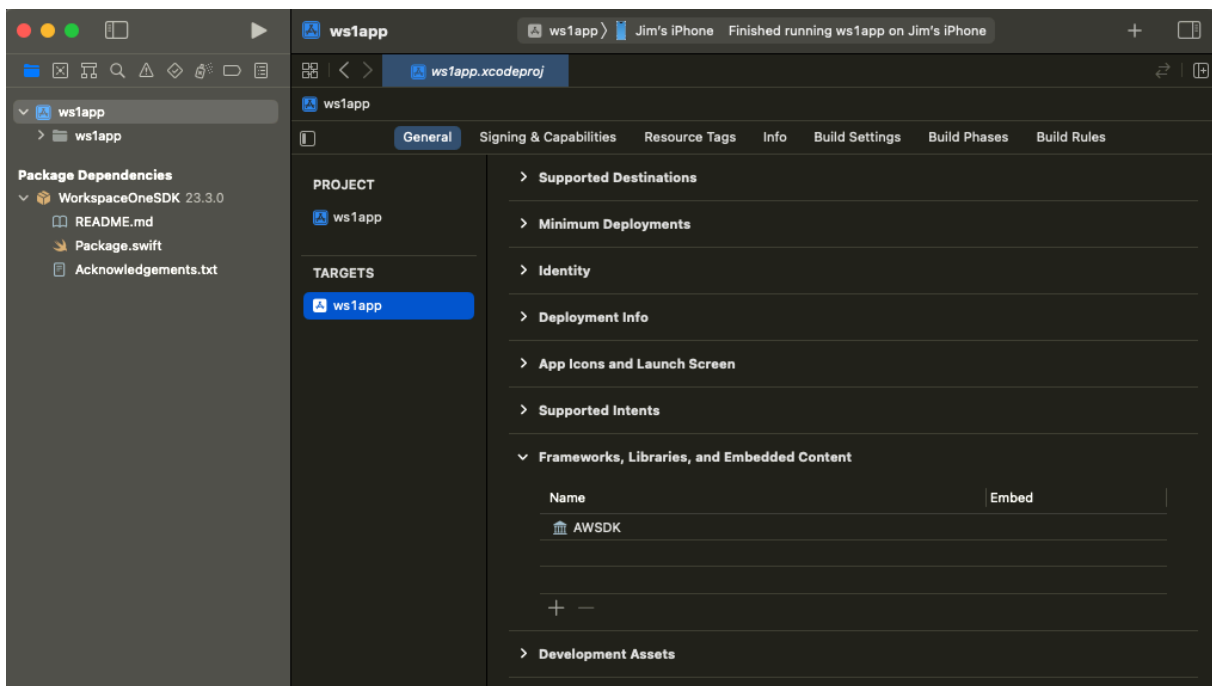 ws1app
ws1app 〉 Jim's iPhone Finished running ws1app on Jim's iPhone
ws1app.xcodeproj
ws1app
ws1app
ws1app
Package Dependencies
WorkspaceOneSDK 23.3.0
README.md
Package.swift
Acknowledgements.txt
General Signing & Capabilities Resource Tags Info Build Settings Build Phases Build Rules
PROJECT
ws1app
TARGETS
ws1app
Supported Destinations
Minimum Deployments
Identity
Deployment Info
App Icons and Launch Screen
Supported Intents
Frameworks, Libraries, and Embedded Content
Name Embed
AWSDK
Development Assets